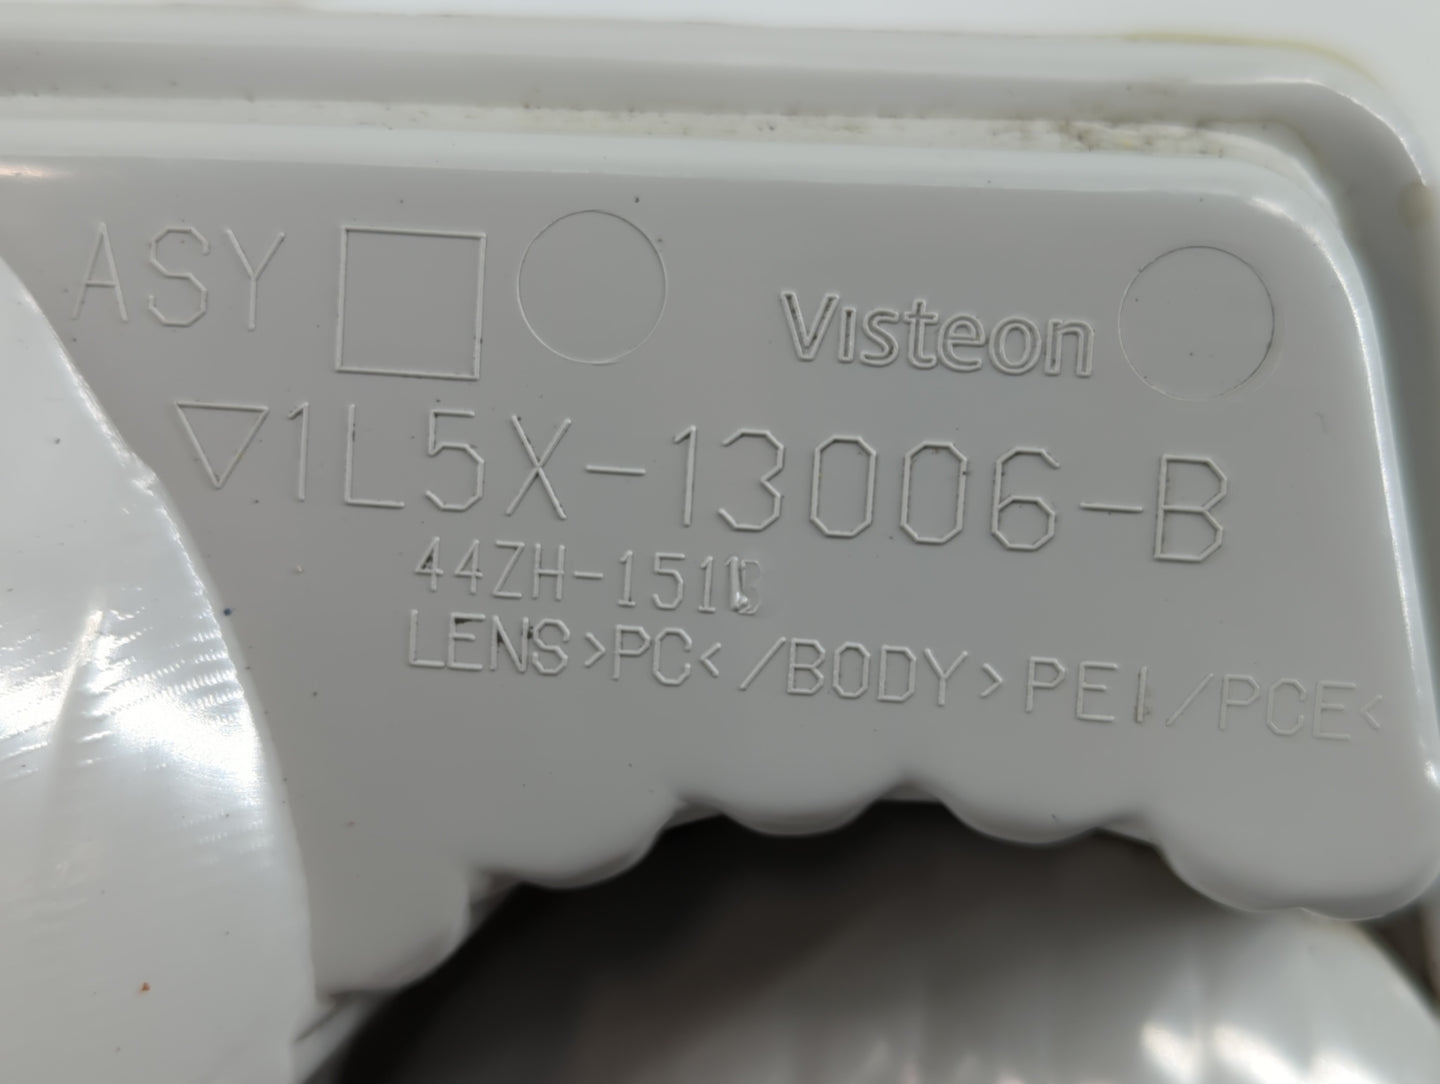 ASY
Visteon
1L5X-13006-B
LENS>PC</BODY>PEI/PCE<